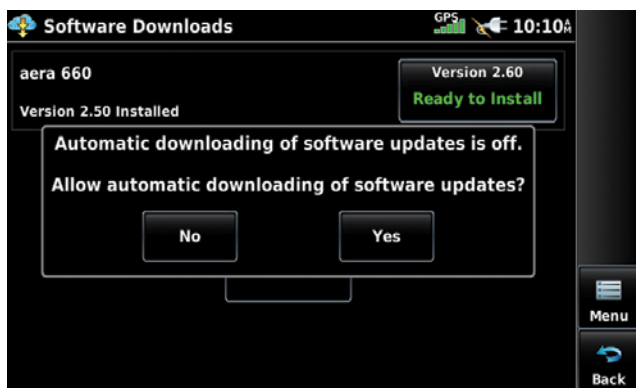 Software Downloads
GPS
10:10A
aera 660
Version 2.50 Installed
Version 2.60
Ready to Install
Automatic downloading of software updates is off.
Allow automatic downloading of software updates?
No
Yes
Menu
Back